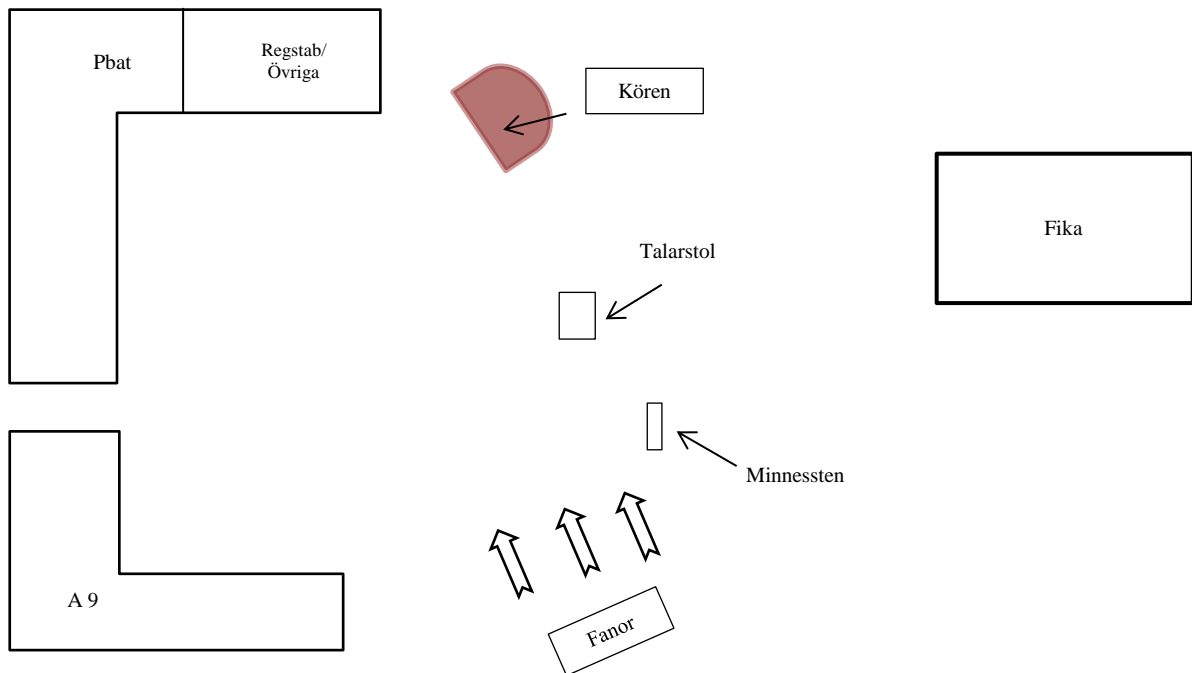 Pbat
Regstab/
Övriga
Kören
Fika
Talarstol
Minnessten
A 9
Fanor